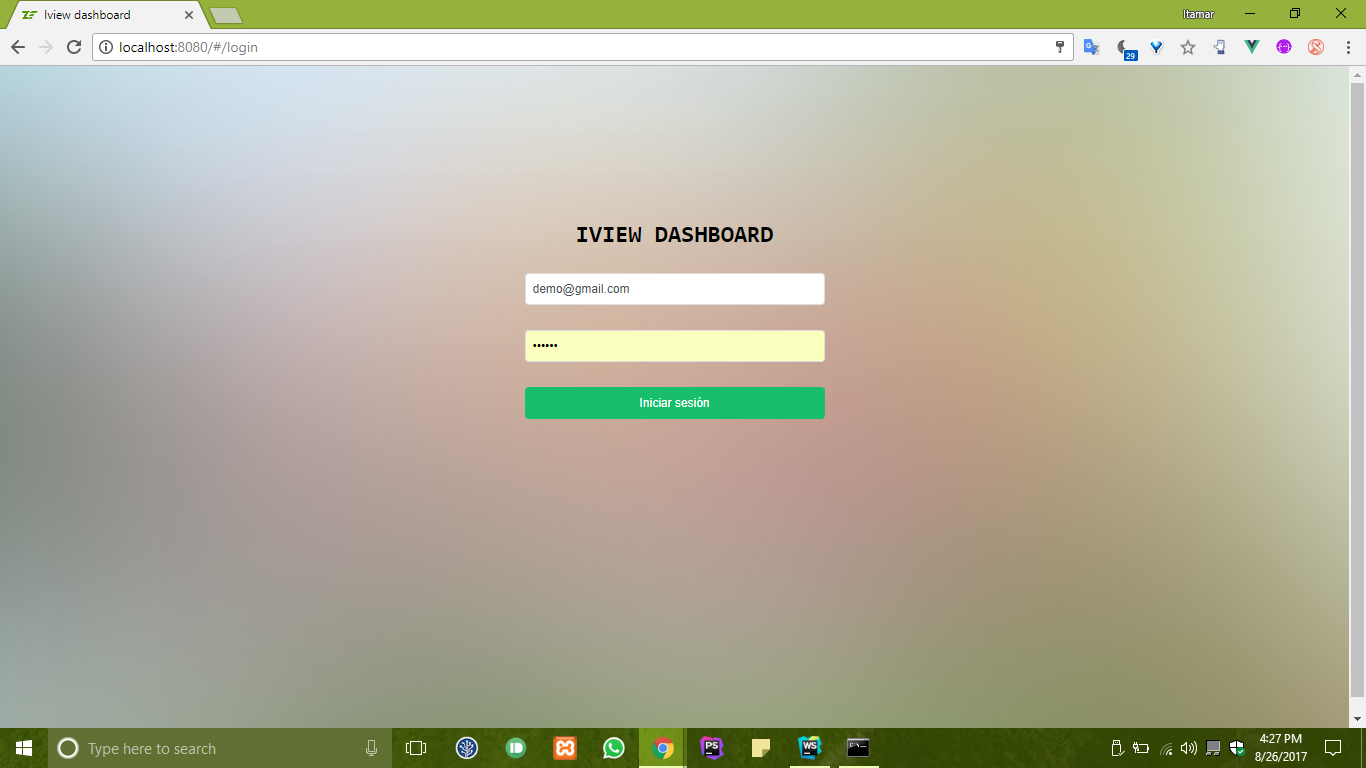 Iview dashboard
Itamar
localhost:8080/#/login
29
IVIEW DASHBOARD
demo@gmail.com
••••••
Iniciar sesión
Type here to search
PS
WS
4:27 PM
8/26/2017